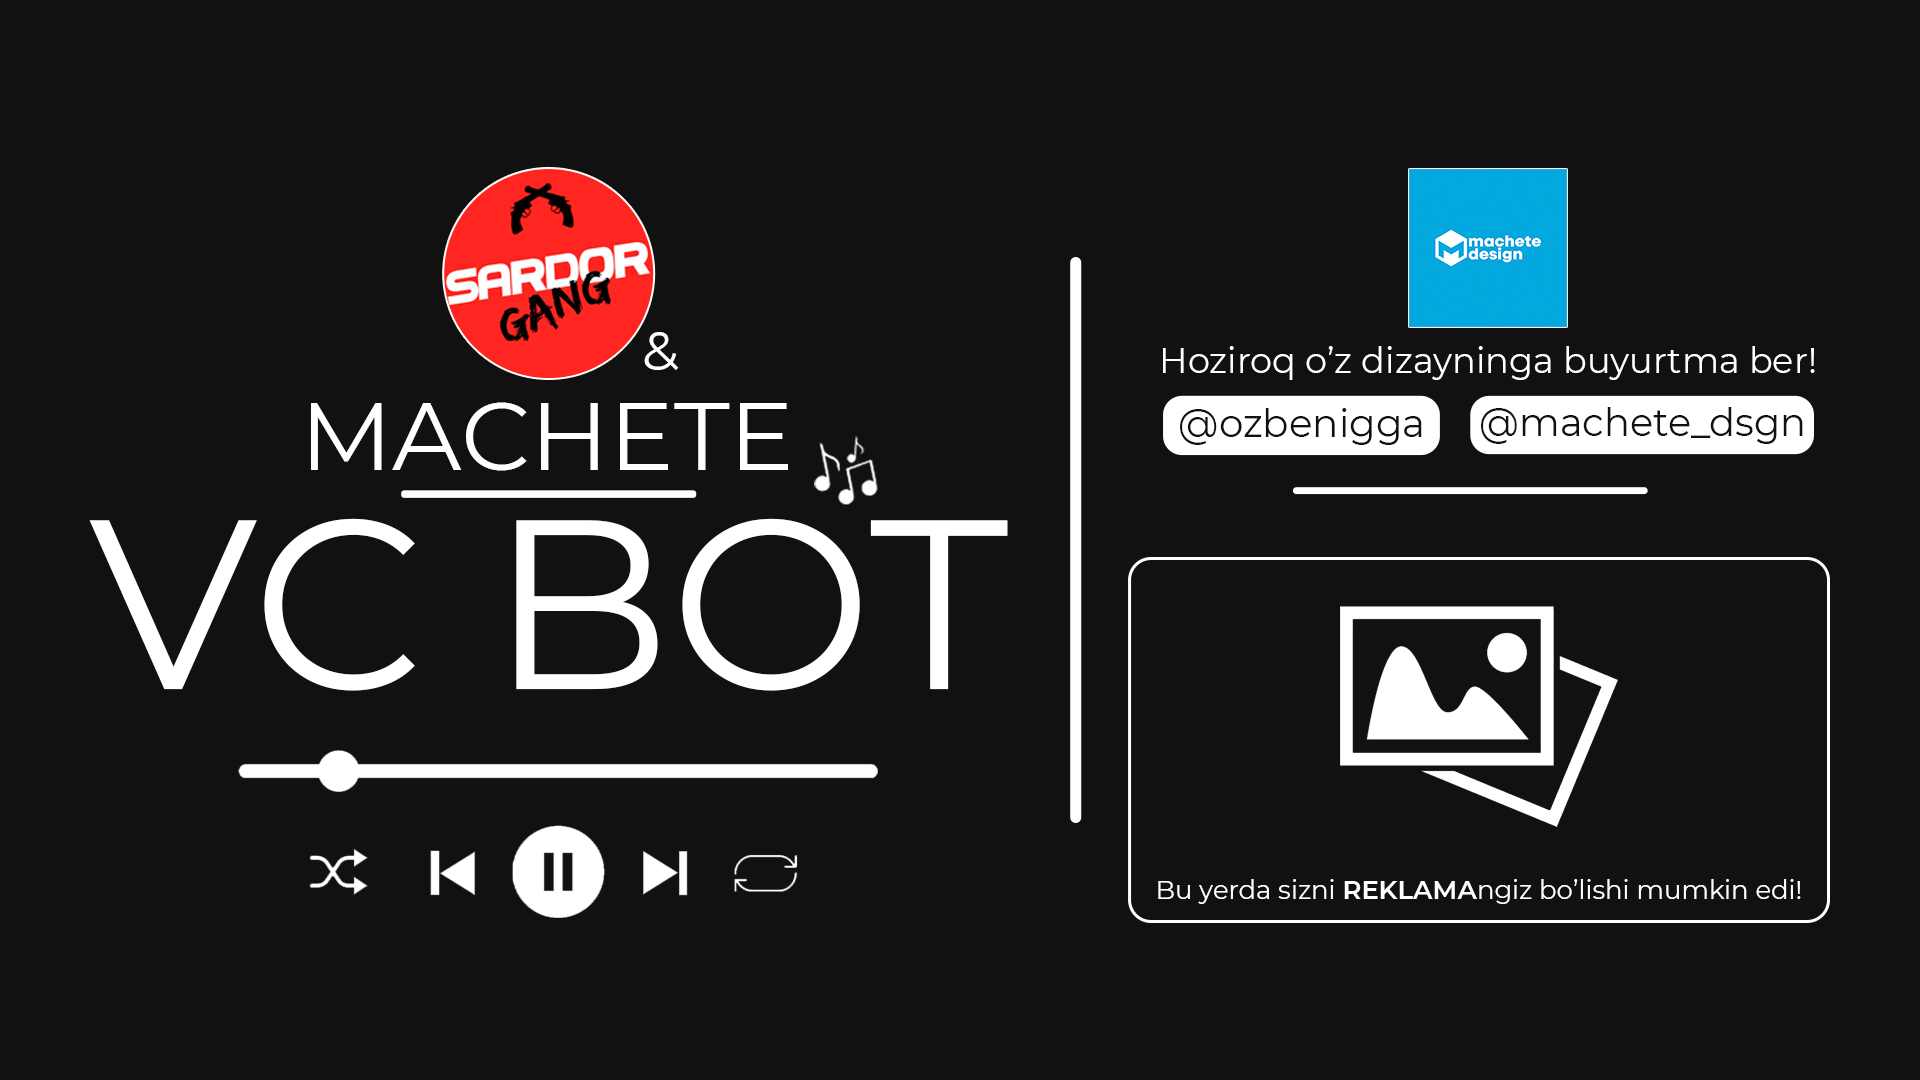 SARDOR
GANG
&
MACHETE
VC BOT
machete
design
Hoziroq o’z dizayninga buyurtma ber!
@ozbenigga @machete_dsgn
Bu yerda sizni REKLAMAngiz bo’lishi mumkin edi!